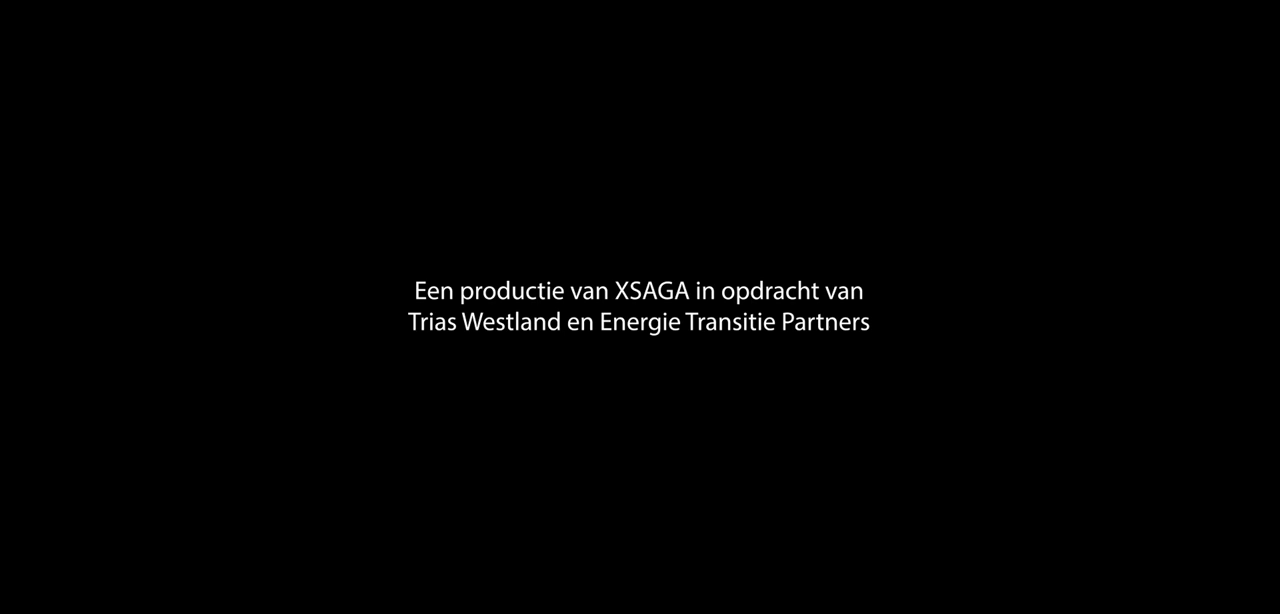 Een productie van XSAGA in opdracht van
Trias Westland en Energie Transitie Partners